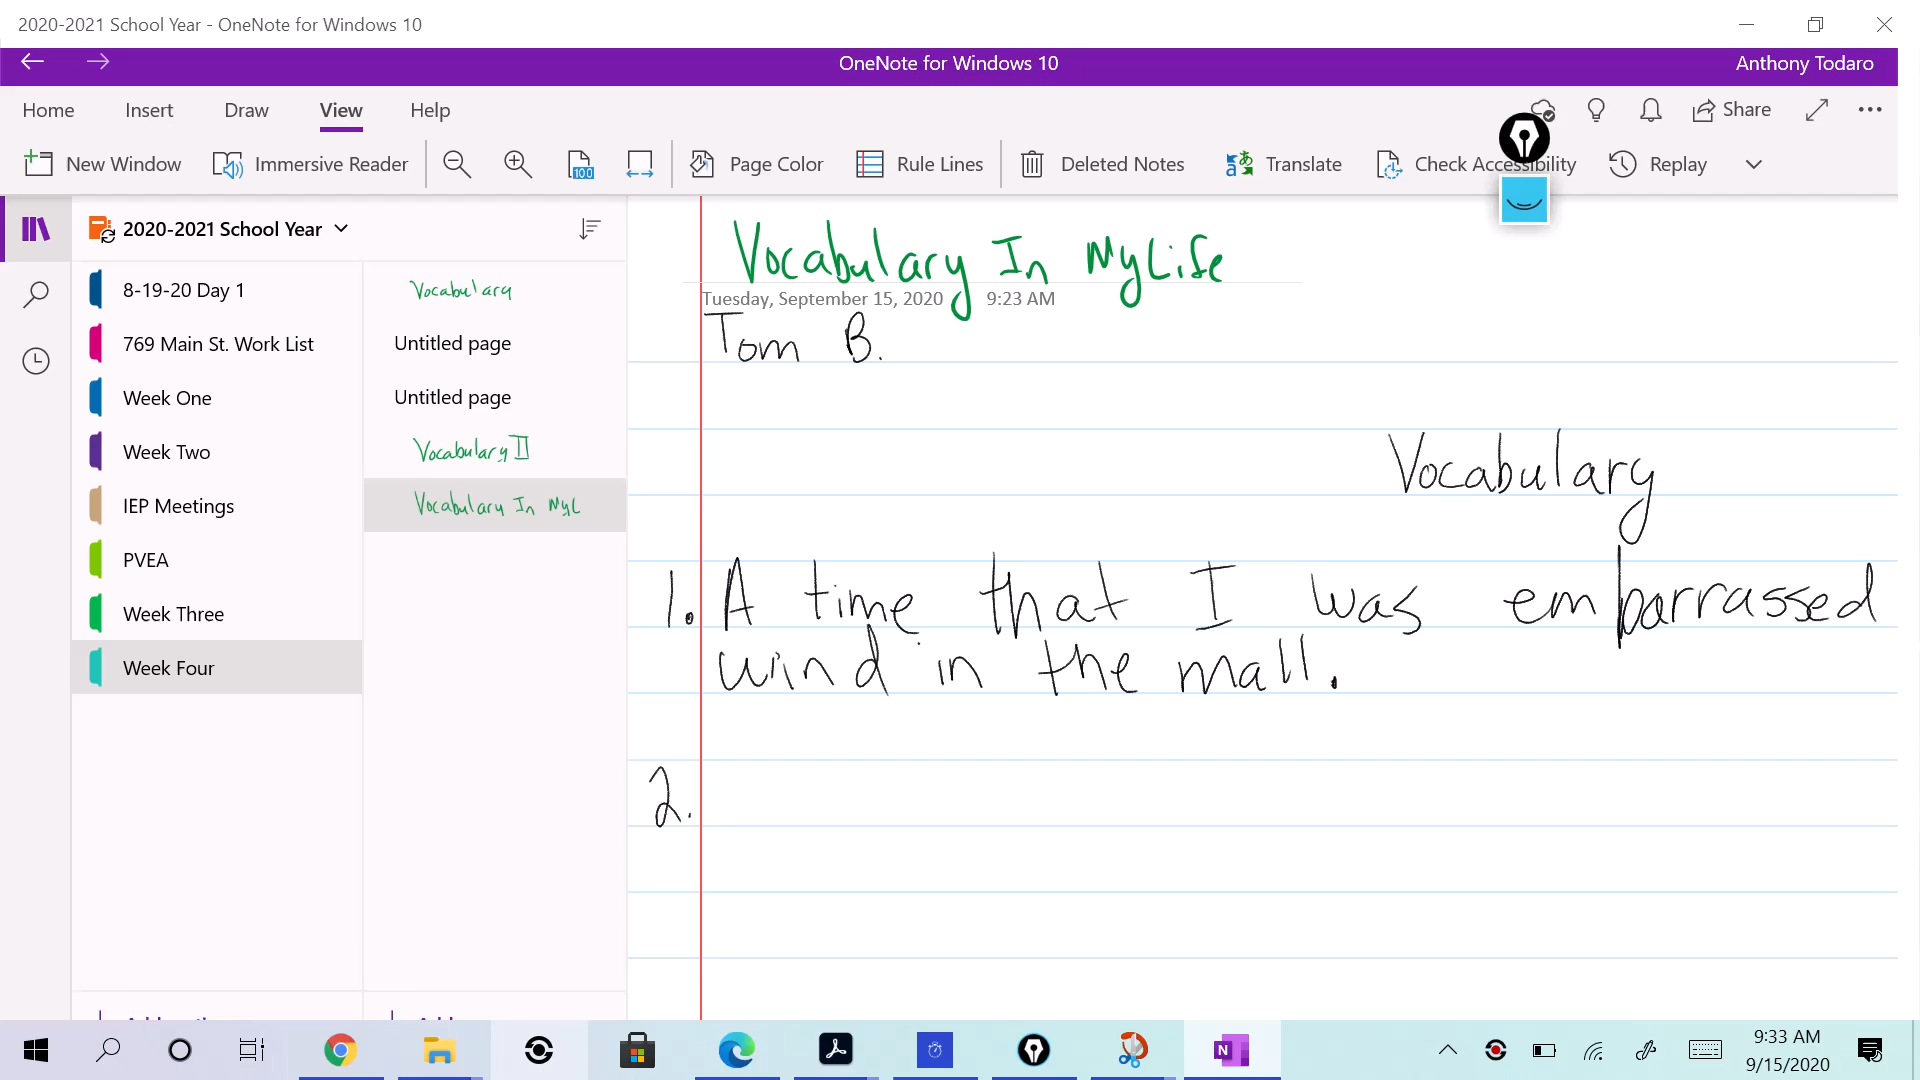 2020-2021 School Year - OneNote for Windows 10
OneNote for Windows 10
Anthony Todaro
Home Insert Draw View Help
Share
New Window Immersive Reader 100 Page Color Rule Lines Deleted Notes Translate Check Accessibility Replay
2020-2021 School Year
8-19-20 Day 1
769 Main St. Work List
Week One
Week Two
IEP Meetings
PVEA
Week Three
Week Four
Vocabulary
Untitled page
Untitled page
Vocabulary II
Vocabulary In MyL
Vocabulary In MyLife
Tuesday, September 15, 2020 9:23 AM
Tom B.
Vocabulary
1. A time that I was embarrassed
wind in the mall.
2.
N
9:33 AM
9/15/2020